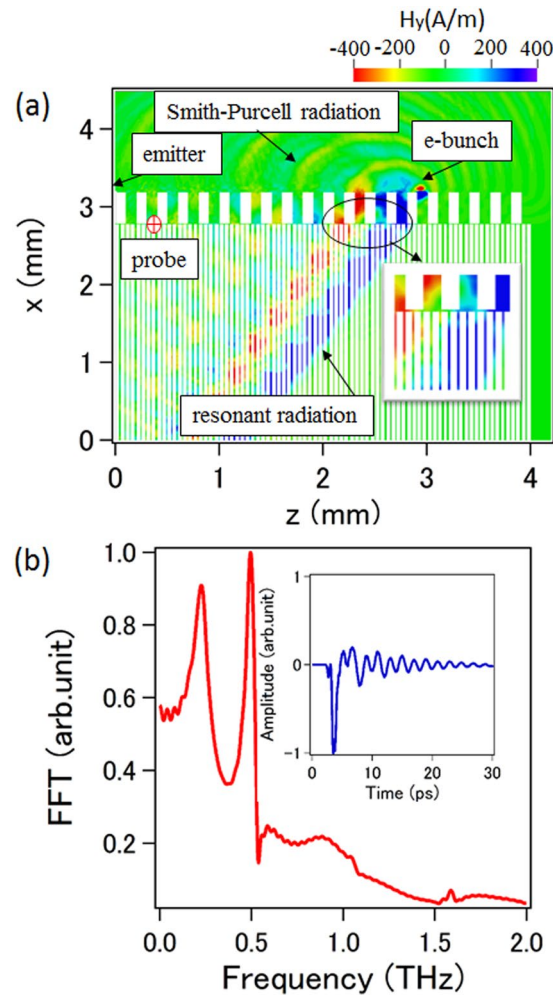 Hy(A/m)
-400 -200 0 200 400
(a)
Smith-Purcell radiation
e-bunch
emitter
probe
resonant radiation
x (mm)
4
3
2
1
0
0 1 2 3 4
z (mm)
(b)
FFT (arb.unit)
1.0
0.8
0.6
0.4
0.2
Amplitude (arb.unit)
1
0
-1
0 10 20 30
Time (ps)
0.0 0.5 1.0 1.5 2.0
Frequency (THz)